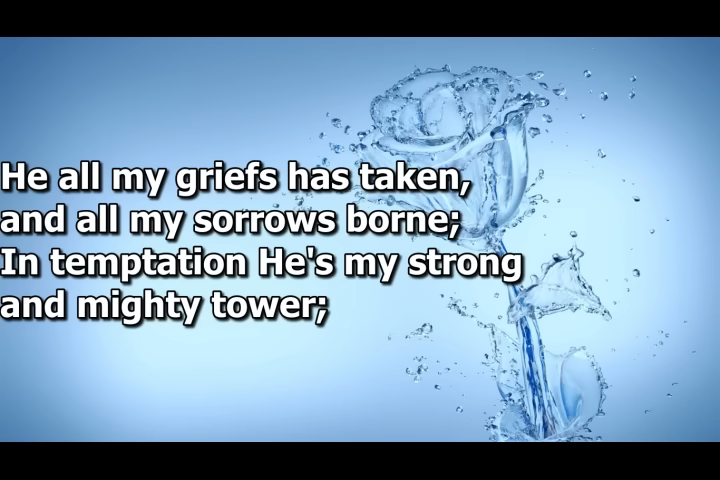 He all my griefs has taken,
and all my sorrows borne;
In temptation He's my strong
and mighty tower;